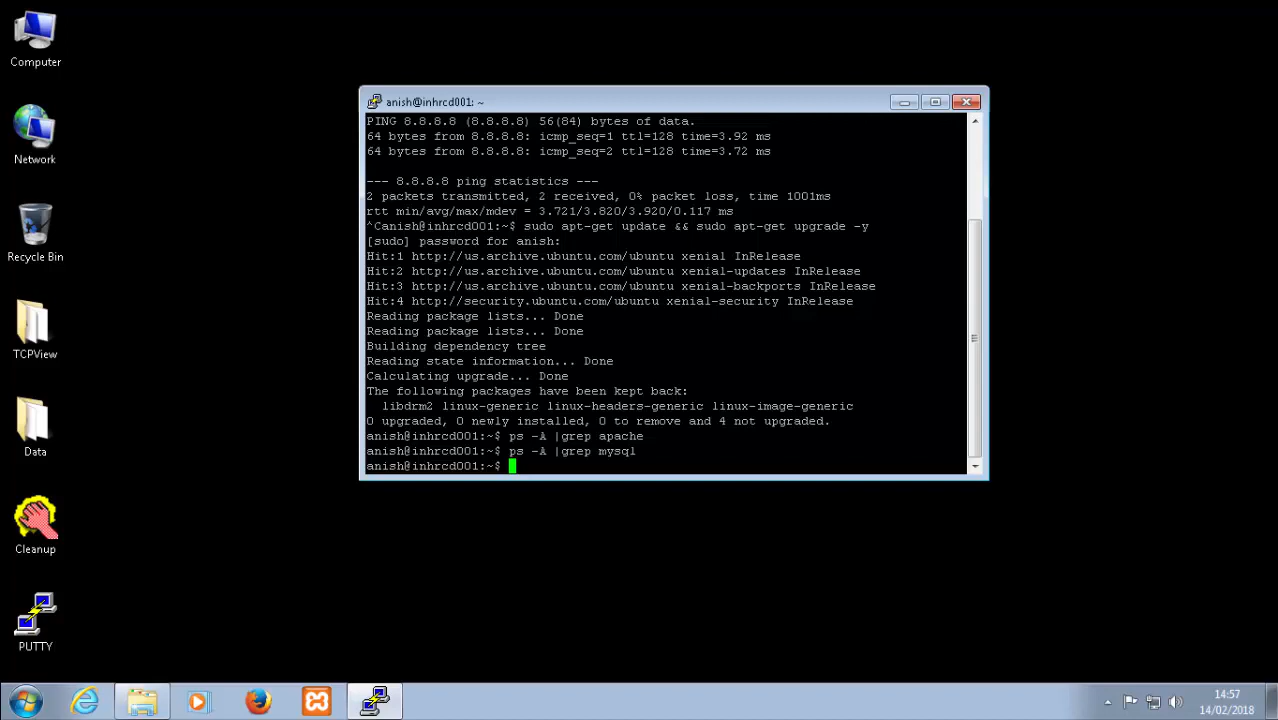 Computer
Network
Recycle Bin
TCPView
Data
Cleanup
PUTTY
anish@inhrcd001: ~
PING 8.8.8.8 (8.8.8.8) 56(84) bytes of data.
64 bytes from 8.8.8.8: icmp_seq=1 ttl=128 time=3.92 ms
64 bytes from 8.8.8.8: icmp_seq=2 ttl=128 time=3.72 ms
--- 8.8.8.8 ping statistics ---
2 packets transmitted, 2 received, 0% packet loss, time 1001ms
rtt min/avg/max/mdev = 3.721/3.820/3.920/0.117 ms
^Canish@inhrcd001:~$ sudo apt-get update && sudo apt-get upgrade -y
[sudo] password for anish:
Hit:1 http://us.archive.ubuntu.com/ubuntu xenial InRelease
Hit:2 http://us.archive.ubuntu.com/ubuntu xenial-updates InRelease
Hit:3 http://us.archive.ubuntu.com/ubuntu xenial-backports InRelease
Hit:4 http://security.ubuntu.com/ubuntu xenial-security InRelease
Reading package lists... Done
Reading package lists... Done
Building dependency tree
Reading state information... Done
Calculating upgrade... Done
The following packages have been kept back:
  libdrm2 linux-generic linux-headers-generic linux-image-generic
0 upgraded, 0 newly installed, 0 to remove and 4 not upgraded.
anish@inhrcd001:~$ ps -A |grep apache
anish@inhrcd001:~$ ps -A |grep mysql
anish@inhrcd001:~$
14:57
14/02/2018